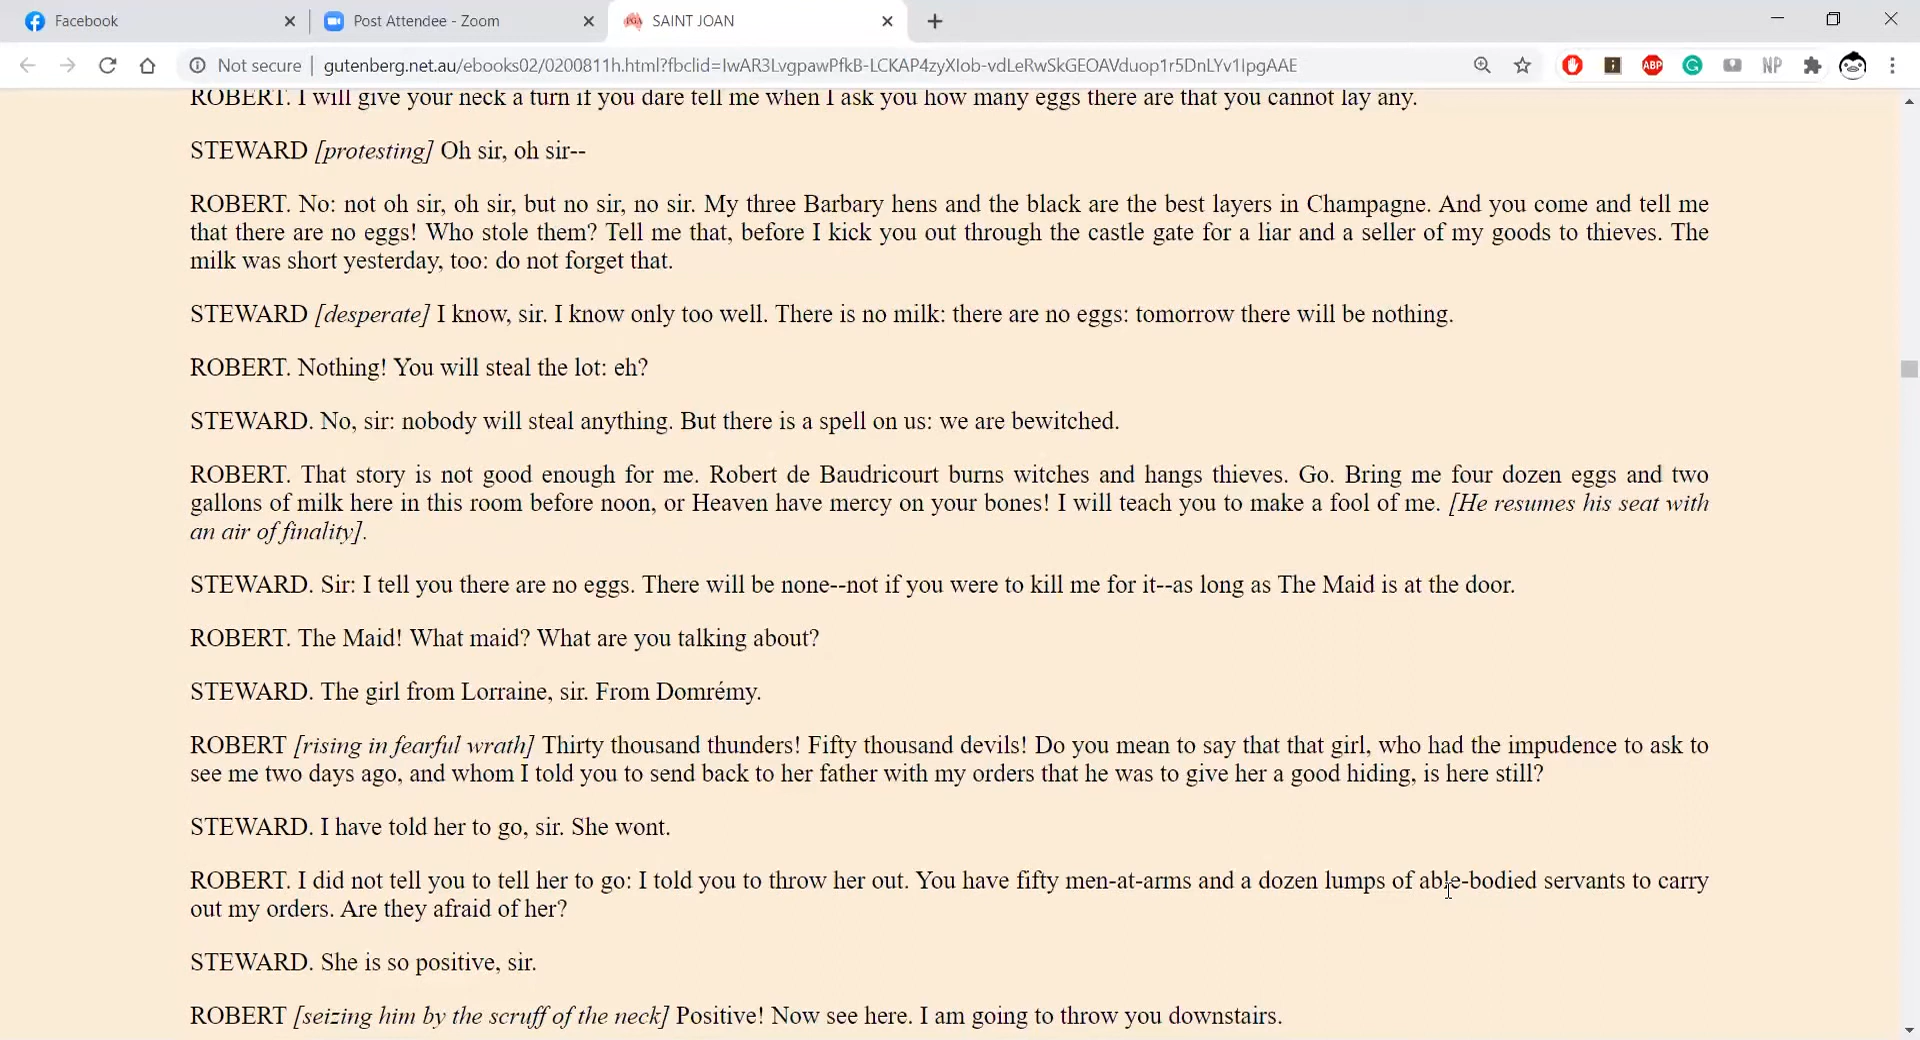 Facebook
Post Attendee - Zoom
SAINT JOAN
Not secure
gutenberg.net.au/ebooks02/0200811h.html?fbclid=IwAR3LvgpawPfkB-LCKAP4zyXIob-vdLeRwSkGEOAVduop1r5DnLYv1IpgAAE
ABP
NP
ROBERT. I will give your neck a turn if you dare tell me when I ask you how many eggs there are that you cannot lay any.
STEWARD [protesting] Oh sir, oh sir--
ROBERT. No: not oh sir, oh sir, but no sir, no sir. My three Barbary hens and the black are the best layers in Champagne. And you come and tell me
that there are no eggs! Who stole them? Tell me that, before I kick you out through the castle gate for a liar and a seller of my goods to thieves. The
milk was short yesterday, too: do not forget that.
STEWARD [desperate] I know, sir. I know only too well. There is no milk: there are no eggs: tomorrow there will be nothing.
ROBERT. Nothing! You will steal the lot: eh?
STEWARD. No, sir: nobody will steal anything. But there is a spell on us: we are bewitched.
ROBERT. That story is not good enough for me. Robert de Baudricourt burns witches and hangs thieves. Go. Bring me four dozen eggs and two
gallons of milk here in this room before noon, or Heaven have mercy on your bones! I will teach you to make a fool of me. [He resumes his seat with
an air of finality].
STEWARD. Sir: I tell you there are no eggs. There will be none--not if you were to kill me for it--as long as The Maid is at the door.
ROBERT. The Maid! What maid? What are you talking about?
STEWARD. The girl from Lorraine, sir. From Domrémy.
ROBERT [rising in fearful wrath] Thirty thousand thunders! Fifty thousand devils! Do you mean to say that that girl, who had the impudence to ask to
see me two days ago, and whom I told you to send back to her father with my orders that he was to give her a good hiding, is here still?
STEWARD. I have told her to go, sir. She wont.
ROBERT. I did not tell you to tell her to go: I told you to throw her out. You have fifty men-at-arms and a dozen lumps of able-bodied servants to carry
out my orders. Are they afraid of her?
STEWARD. She is so positive, sir.
ROBERT [seizing him by the scruff of the neck] Positive! Now see here. I am going to throw you downstairs.